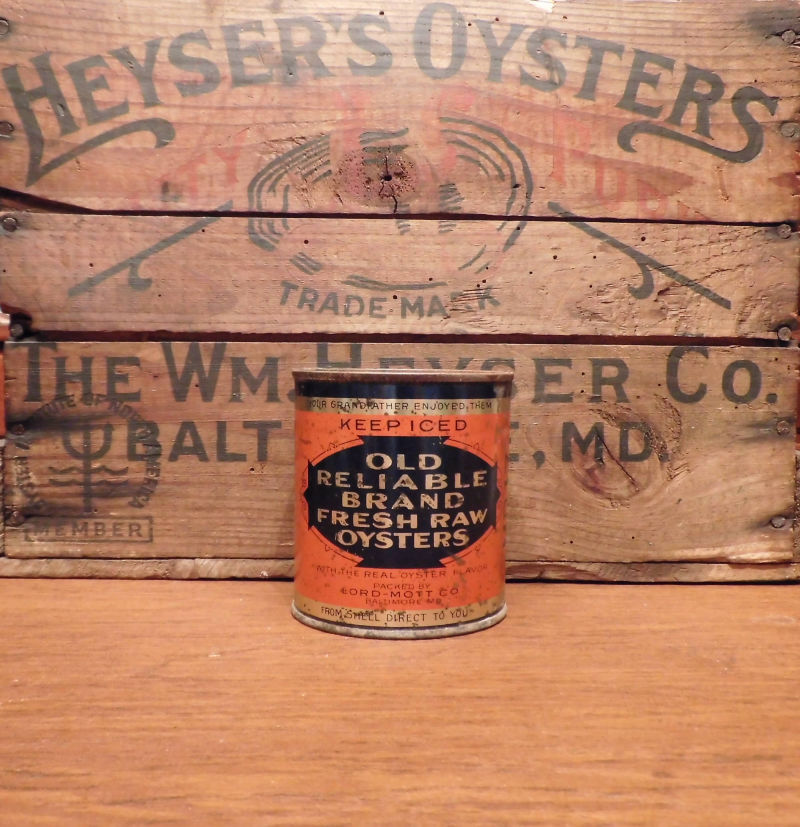 HEYSER'S OYSTERS
TRADE MARK
THE WM. HEYSER CO.
BALT E, MD.
MEMBER
YOUR GRANDFATHER ENJOYED THEM
KEEP ICED
OLD
RELIABLE
BRAND
FRESH RAW
OYSTERS
WITH THE REAL OYSTER FLAVOR
PACKED BY
LORD-MOTT CO
BALTIMORE MD.
FROM SHELL DIRECT TO YOU